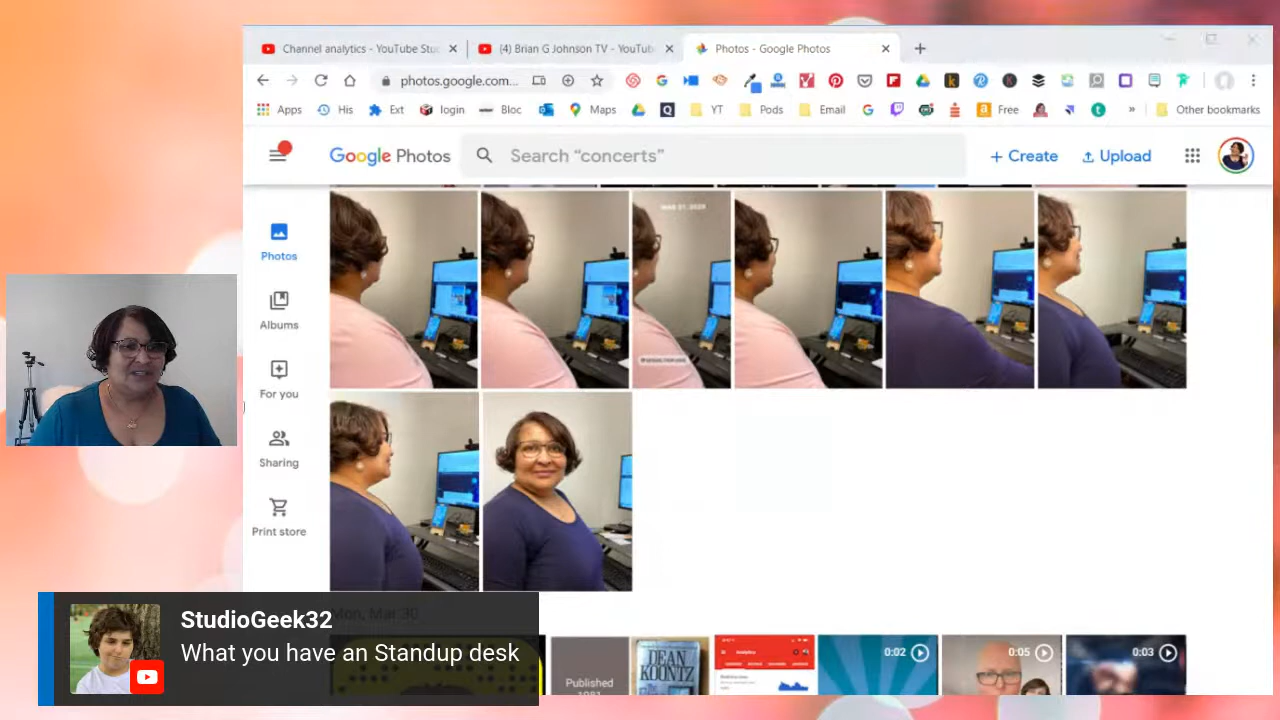 Channel analytics - YouTube Stu
(4) Brian G Johnson TV - YouTub
Photos - Google Photos
photos.google.com...
Apps
His
Ext
login
Bloc
Maps
YT
Pods
Email
Free
»
Other bookmarks
Google Photos
Search “concerts”
+ Create
Upload
Photos
Albums
For you
Sharing
Print store
Mon, Mar 30
StudioGeek32
What you have an Standup desk
Published
1981
DEAN
KOONTZ
0:02
0:05
0:03